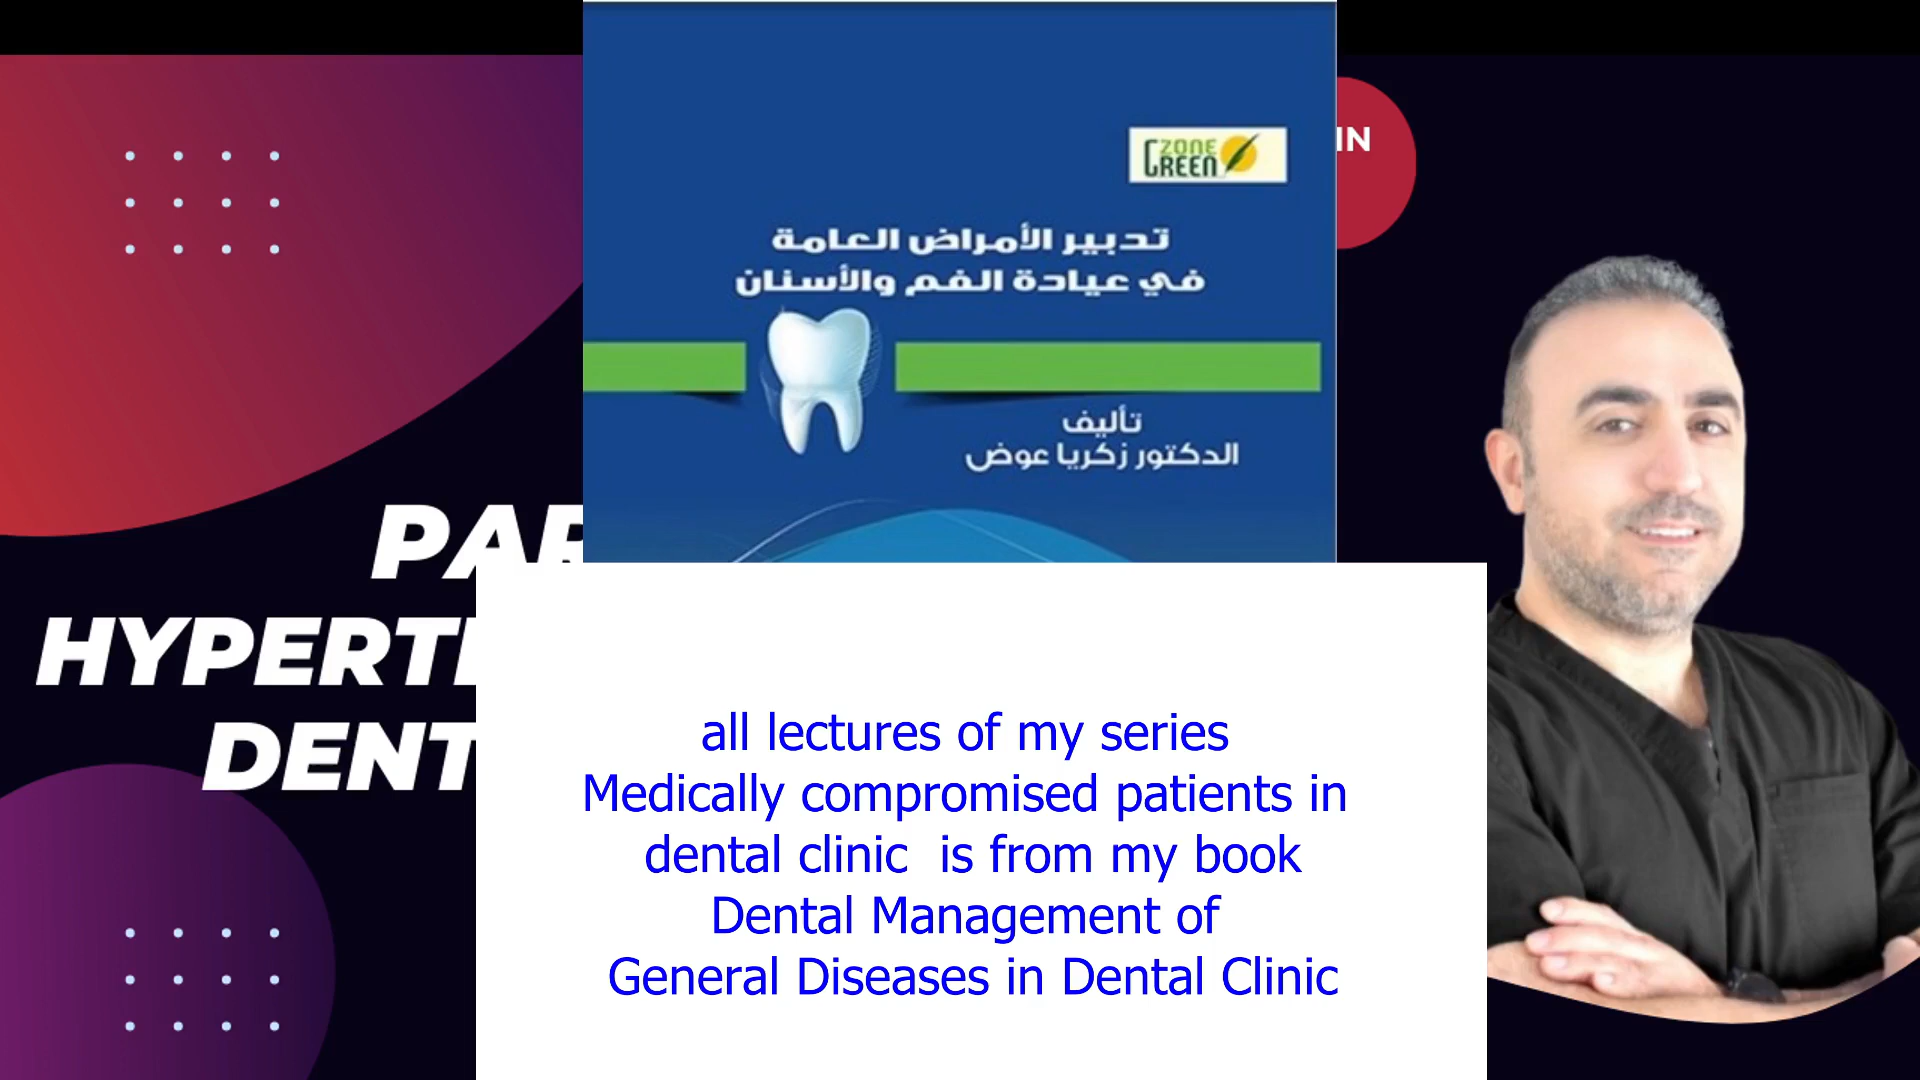 ZONE
GREEN
IN
تدبير الأمراض العامة
في عيادة الفم والأسنان
تأليف
الدكتور زكريا عوض
PAR
HYPERTE
DENT
all lectures of my series
Medically compromised patients in
dental clinic is from my book
Dental Management of
General Diseases in Dental Clinic